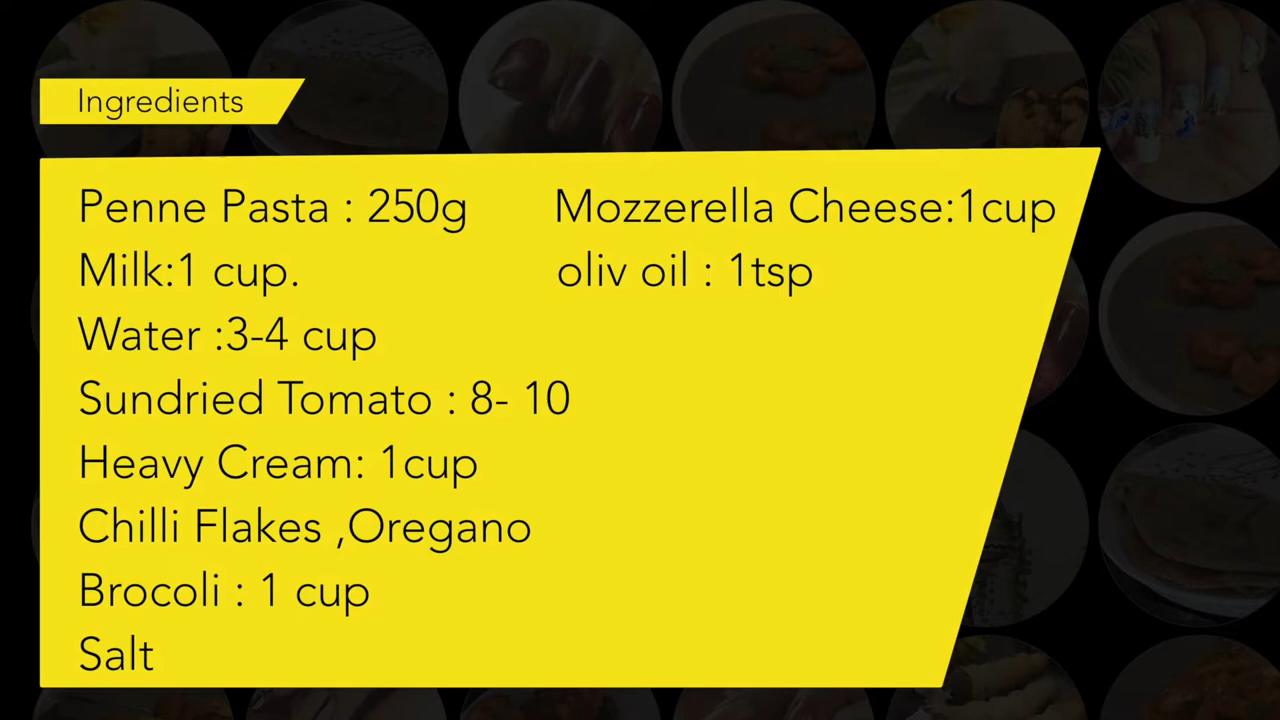 Ingredients
Penne Pasta : 250g
Milk:1 cup.
Water :3-4 cup
Sundried Tomato : 8- 10
Heavy Cream: 1cup
Chilli Flakes ,Oregano
Brocoli : 1 cup
Salt
Mozzerella Cheese:1cup
oliv oil : 1tsp